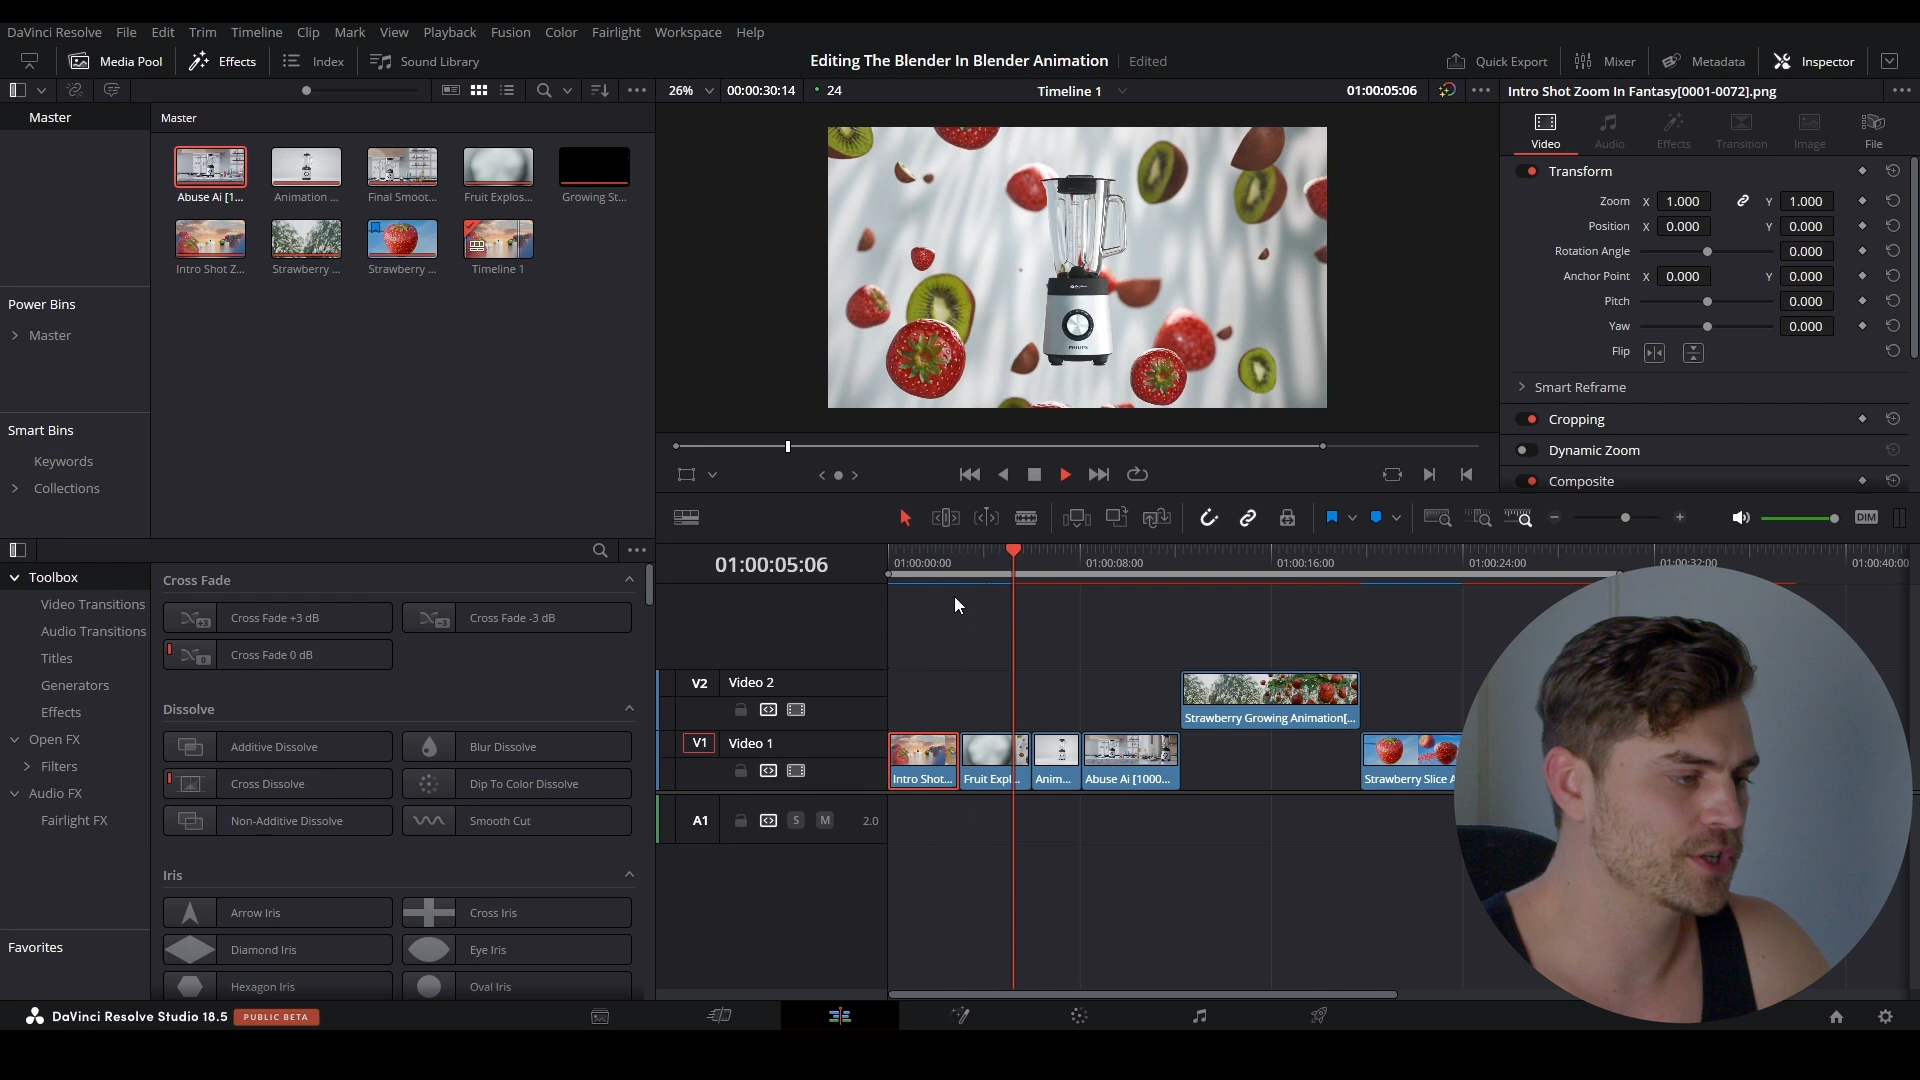 DaVinci Resolve File Edit Trim Timeline Clip Mark View Playback Fusion Color Fairlight Workspace Help
Media Pool Effects Index Sound Library Editing The Blender In Blender Animation Edited Quick Export Mixer Metadata Inspector
26% 00:00:30:14 24 Timeline 1 01:00:05:06 Intro Shot Zoom In Fantasy[0001-0072].png
Master
Master
Abuse Ai [1... Animation ... Final Smoot... Fruit Explos... Growing St...
Intro Shot Z... Strawberry ... Strawberry ... Timeline 1
Power Bins
Master
Smart Bins
Keywords
Collections
PHILIPS
Video Audio Effects Transition Image File
Transform
Zoom X 1.000 Y 1.000
Position X 0.000 Y 0.000
Rotation Angle 0.000
Anchor Point X 0.000 Y 0.000
Pitch 0.000
Yaw 0.000
Flip
Smart Reframe
Cropping
Dynamic Zoom
Composite
DIM
Toolbox
Video Transitions
Audio Transitions
Titles
Generators
Effects
Open FX
Filters
Audio FX
Fairlight FX
Favorites
Cross Fade
+3 Cross Fade +3 dB -3 Cross Fade -3 dB
0 Cross Fade 0 dB
Dissolve
Additive Dissolve Blur Dissolve
Cross Dissolve Dip To Color Dissolve
Non-Additive Dissolve Smooth Cut
Iris
Arrow Iris Cross Iris
Diamond Iris Eye Iris
Hexagon Iris Oval Iris
01:00:05:06 01:00:00:00 01:00:08:00 01:00:16:00 01:00:24:00 01:00:32:00 01:00:40:00
V2 Video 2
Strawberry Growing Animation[...
V1 Video 1
Intro Shot... Fruit Expl... Anim... Abuse Ai [1000... Strawberry Slice A
A1 S M 2.0
DaVinci Resolve Studio 18.5 PUBLIC BETA